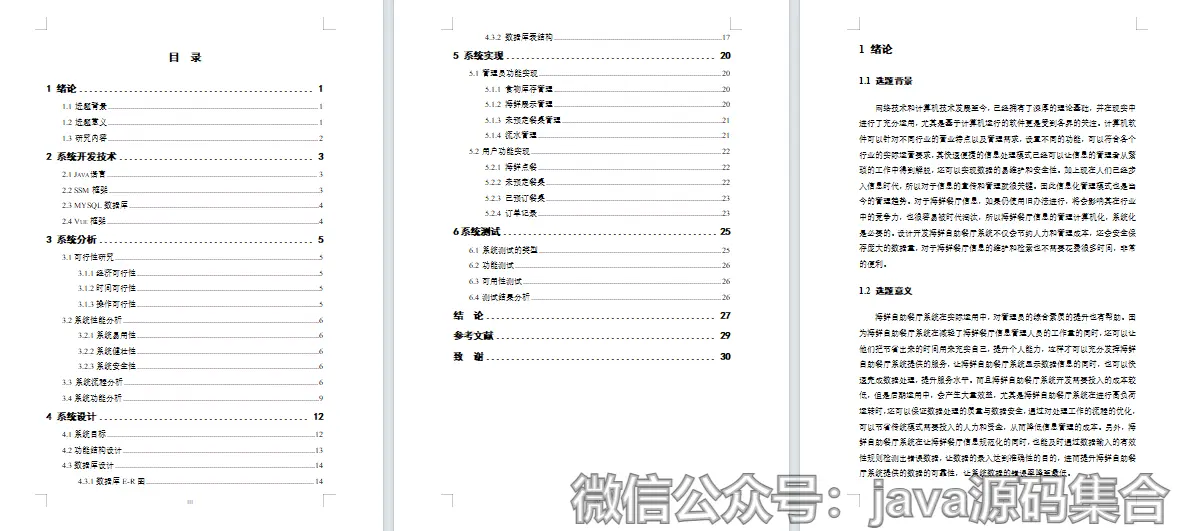 目 录
1 绪论 1
1.1 选题背景 1
1.2 选题意义 1
1.3 研究内容 2
2 系统开发技术 3
2.1 JAVA语言 3
2.2 SSM 框架 3
2.3 MYSQL 数据库 4
2.4 VUE 框架 4
3 系统分析 5
3.1 可行性研究 5
3.1.1 经济可行性 5
3.1.2 时间可行性 5
3.1.3 操作可行性 5
3.2 系统性能分析 6
3.2.1 系统易用性 6
3.2.2 系统健壮性 6
3.2.3 系统安全性 6
3.3 系统流程分析 6
3.4 系统功能分析 9
4 系统设计 12
4.1 系统目标 12
4.2 功能结构设计 13
4.3 数据库设计 14
4.3.1 数据库 E-R 图 14
III
4.3.2 数据库表结构 17
5 系统实现 20
5.1 管理员功能实现 20
5.1.1 食物库存管理 20
5.1.2 海鲜展示管理 20
5.1.3 未预定餐桌管理 21
5.1.4 流水管理 21
5.2 用户功能实现 22
5.2.1 海鲜点餐 22
5.2.2 未预定餐桌 22
5.2.3 已预订餐桌 23
5.2.4 订单记录 23
6 系统测试 25
6.1 系统测试的类型 25
6.2 功能测试 26
6.3 可用性测试 26
6.4 测试结果分析 26
结 论 27
参考文献 29
致 谢 30
1 绪论
1.1 选题背景
网络技术和计算机技术发展至今,已经拥有了深厚的理论基础,并在现实中
进行了充分运用,尤其是基于计算机运行的软件更是受到各界的关注。计算机软
件可以针对不同行业的营业特点以及管理需求,设置不同的功能,可以符合各个
行业的实际运营要求,其快速便捷的信息处理模式已经可以让信息的管理者从繁
琐的工作中得到解脱,还可以实现数据的易维护和安全性。加上现在人们已经步
入信息时代,所以对于信息的宣传和管理就很关键。因此信息化管理模式也是当
今的管理趋势。对于海鲜餐厅信息,如果仍使用旧办法进行,将会影响其在行业
中的竞争力,也很容易被时代淘汰,所以海鲜餐厅信息的管理计算机化,系统化
是必要的。设计开发海鲜自助餐厅系统不仅会节约人力和管理成本,还会安全保
存庞大的数据量,对于海鲜餐厅信息的维护和检索也不需要花费很多时间,非常
的便利。
1.2 选题意义
海鲜自助餐厅系统在实际运用中,对管理员的综合素质的提升也有帮助。因
为海鲜自助餐厅系统在减轻了海鲜餐厅信息管理人员的工作量的同时,还可以让
他们把节省出来的时间用来充实自己,提升个人能力,这样才可以充分发挥海鲜
自助餐厅系统提供的服务,让海鲜自助餐厅系统显示数据信息的同时,也可以快
速完成数据处理,提升服务水平。而且海鲜自助餐厅系统开发需要投入的成本较
低,但是后期运用中,会产生大量效益,尤其是海鲜自助餐厅系统在进行高负荷
运转时,还可以保证数据处理的质量与数据安全,通过对处理工作的流程的优化,
可以节省传统模式需要投入的人力和资金,从而降低信息管理的成本。另外,海
鲜自助餐厅系统在让海鲜餐厅信息规范化的同时,也能及时通过数据输入的有效
性规则检测出错误数据,让数据的录入达到准确性的目的,进而提升海鲜自助餐
厅系统提供的数据的可靠性,让系统数据的错误率降至最低。
微信公众号:java源码集合